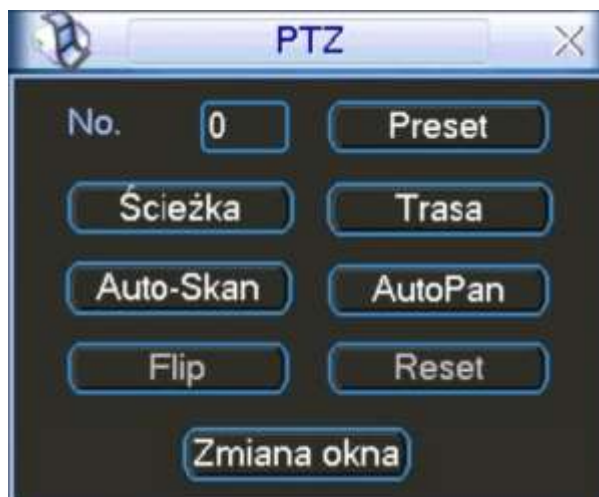 PTZ
No. 0 Preset
Ścieżka Trasa
Auto-Skan AutoPan
Flip Reset
Zmiana okna